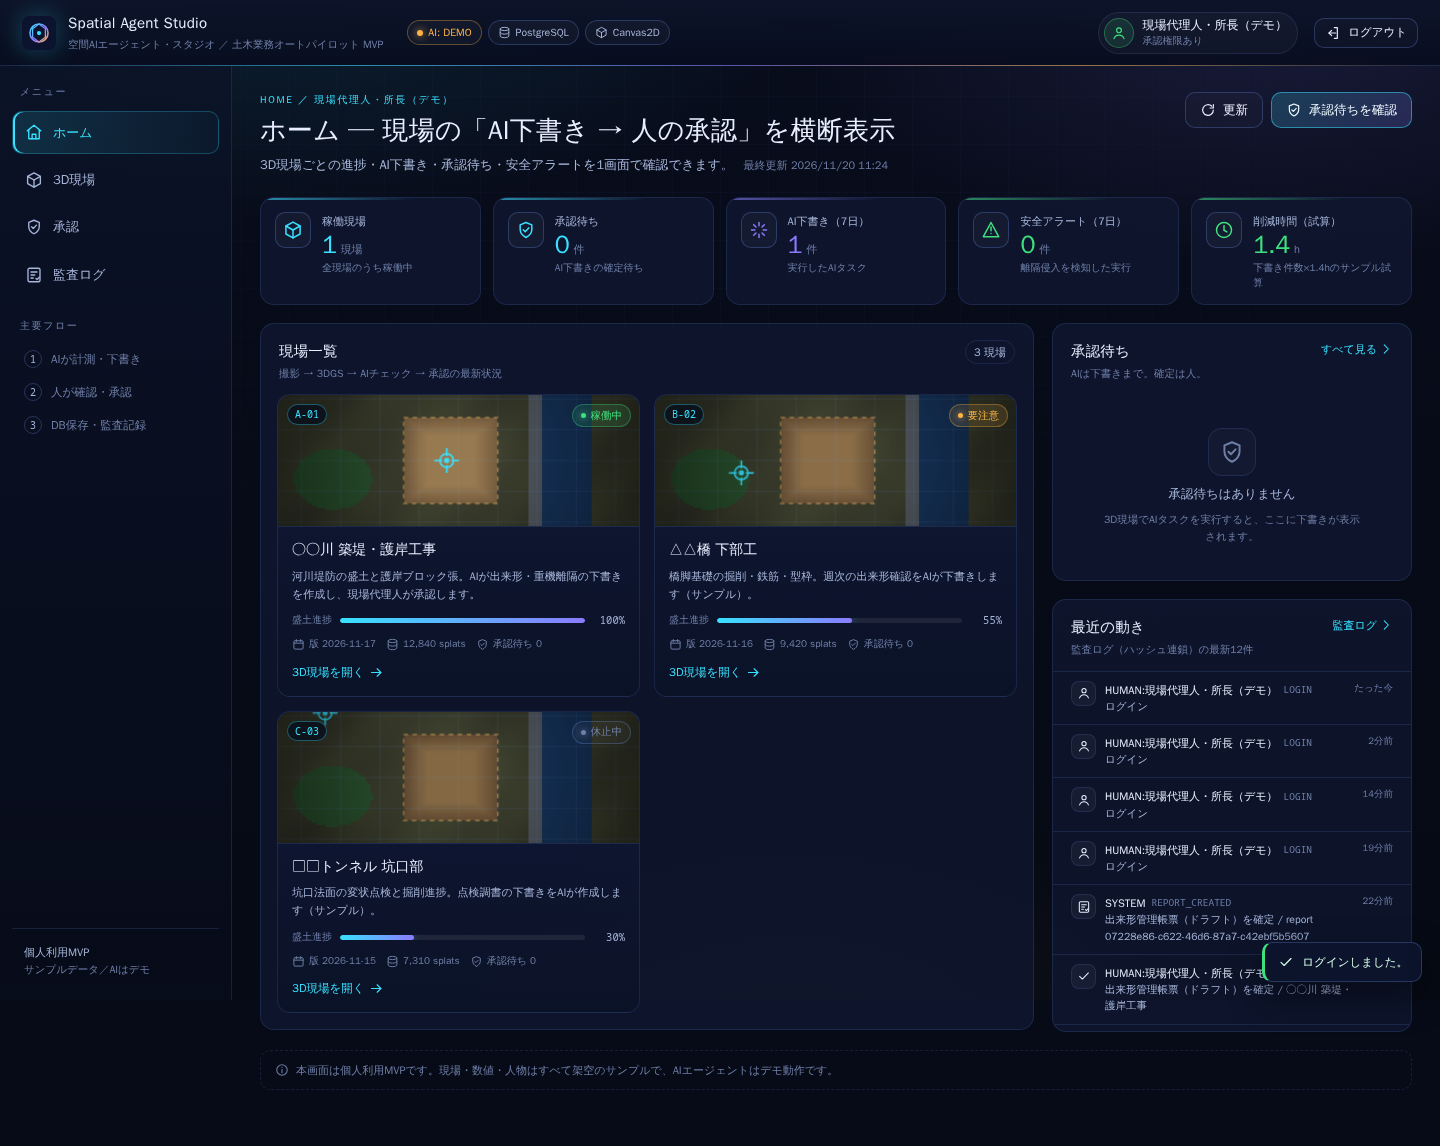 Spatial Agent Studio
空間AIエージェント・スタジオ ／ 土木業務オートパイロット MVP
AI: DEMO
PostgreSQL
Canvas2D
現場代理人・所長（デモ）
承認権限あり
ログアウト
メニュー
ホーム
3D現場
承認
監査ログ
主要フロー
1 AIが計測・下書き
2 人が確認・承認
3 DB保存・監査記録
個人利用MVP
サンプルデータ／AIはデモ
HOME ／ 現場代理人・所長（デモ）
ホーム — 現場の「AI下書き → 人の承認」を横断表示
3D現場ごとの進捗・AI下書き・承認待ち・安全アラートを1画面で確認できます。 最終更新 2026/11/20 11:24
更新
承認待ちを確認
稼働現場
1 現場
全現場のうち稼働中
承認待ち
0 件
AI下書きの確定待ち
AI下書き（7日）
1 件
実行したAIタスク
安全アラート（7日）
0 件
離隔侵入を検知した実行
削減時間（試算）
1.4 h
下書き件数×1.4hのサンプル試
算
現場一覧
3 現場
撮影 → 3DGS → AIチェック → 承認の最新状況
A-01
稼働中
〇〇川 築堤・護岸工事
河川堤防の盛土と護岸ブロック張。AIが出来形・重機離隔の下書き
を作成し、現場代理人が承認します。
盛土進捗 100%
版 2026-11-17 12,840 splats 承認待ち 0
3D現場を開く →
B-02
要注意
△△橋 下部工
橋脚基礎の掘削・鉄筋・型枠。週次の出来形確認をAIが下書きしま
す（サンプル）。
盛土進捗 55%
版 2026-11-16 9,420 splats 承認待ち 0
3D現場を開く →
C-03
休止中
□□トンネル 坑口部
坑口法面の変状点検と掘削進捗。点検調書の下書きをAIが作成しま
す（サンプル）。
盛土進捗 30%
版 2026-11-15 7,310 splats 承認待ち 0
3D現場を開く →
承認待ち
すべて見る
AIは下書きまで。確定は人。
承認待ちはありません
3D現場でAIタスクを実行すると、ここに下書きが表示
されます。
最近の動き
監査ログ
監査ログ（ハッシュ連鎖）の最新12件
HUMAN:現場代理人・所長（デモ） LOGIN たった今
ログイン
HUMAN:現場代理人・所長（デモ） LOGIN 2分前
ログイン
HUMAN:現場代理人・所長（デモ） LOGIN 14分前
ログイン
HUMAN:現場代理人・所長（デモ） LOGIN 19分前
ログイン
SYSTEM REPORT_CREATED 22分前
出来形管理帳票（ドラフト）を確定 / report
07228e86-c622-46d6-87a7-c42ebf5b5607
HUMAN:現場代理人・所長（デモ
出来形管理帳票（ドラフト）を確定 / 〇〇川 築堤・
護岸工事
ログインしました。
本画面は個人利用MVPです。現場・数値・人物はすべて架空のサンプルで、AIエージェントはデモ動作です。